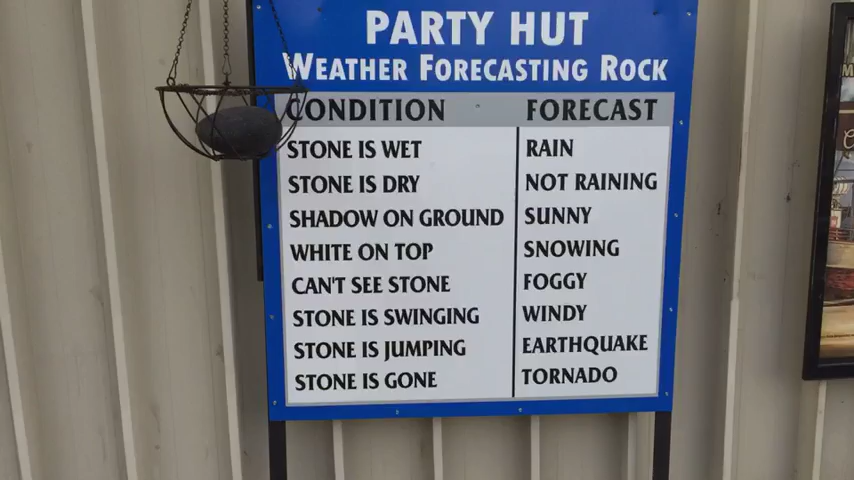 PARTY HUT
WEATHER FORECASTING ROCK
CONDITION FORECAST
STONE IS WET RAIN
STONE IS DRY NOT RAINING
SHADOW ON GROUND SUNNY
WHITE ON TOP SNOWING
CAN'T SEE STONE FOGGY
STONE IS SWINGING WINDY
STONE IS JUMPING EARTHQUAKE
STONE IS GONE TORNADO